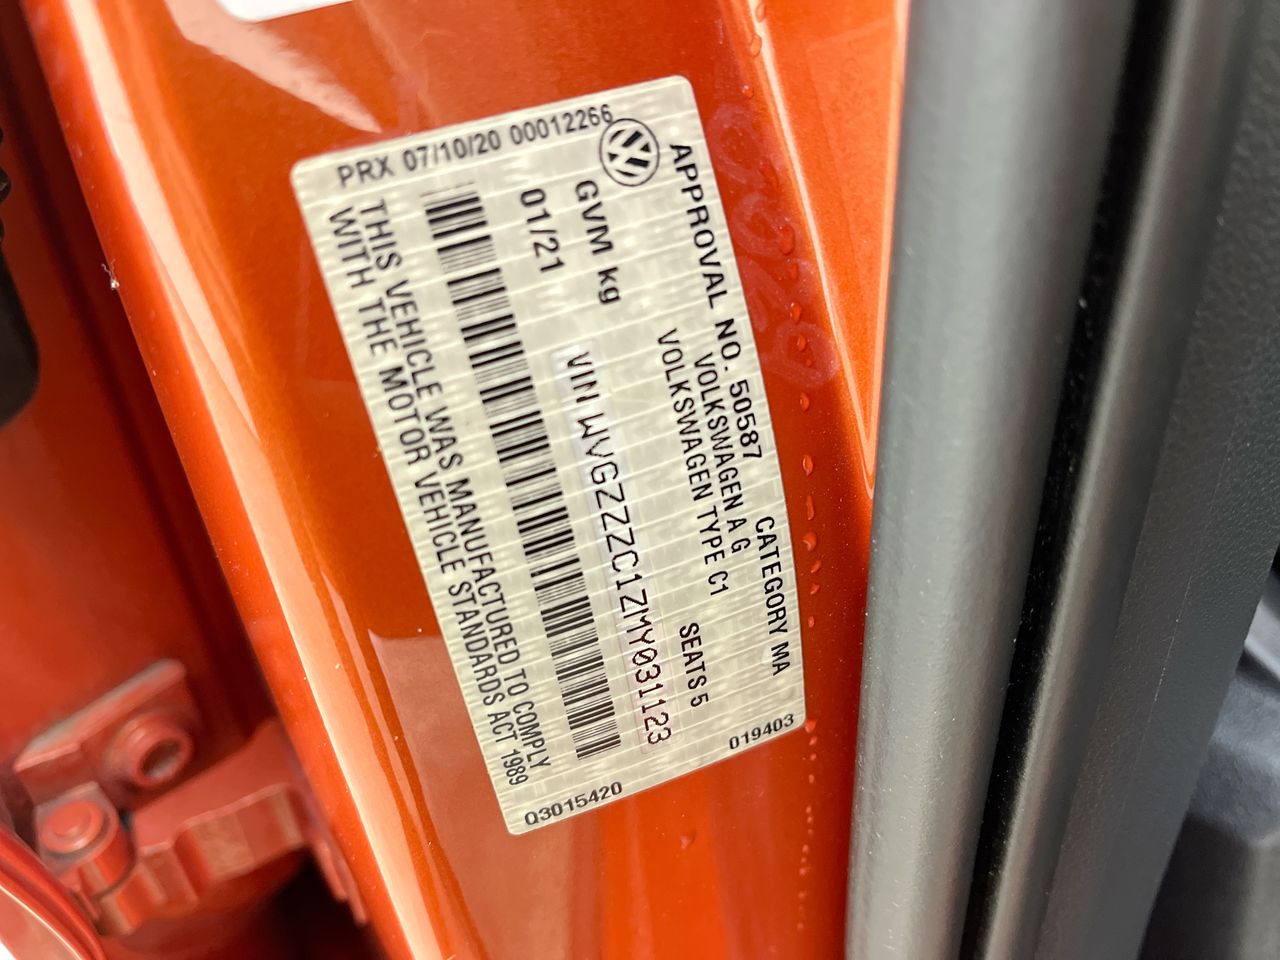 APPROVAL NO. 50587 CATEGORY MA
VOLKSWAGEN A G
VOLKSWAGEN TYPE C1 SEATS 5
GVM kg
01/21
VIN WVGZZZC1ZMY031123
THIS VEHICLE WAS MANUFACTURED TO COMPLY
WITH THE MOTOR VEHICLE STANDARDS ACT 1989
PRX 07/10/20 00012266
019403
Q3015420